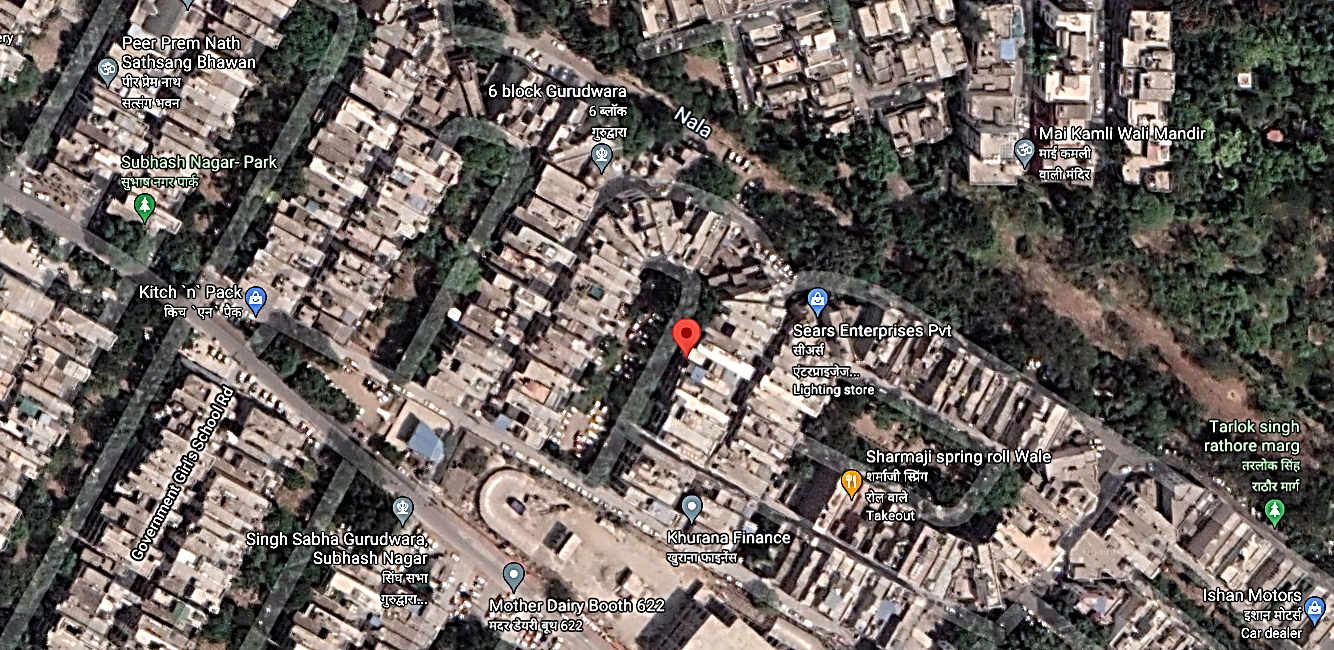 Peer Prem Nath
Sathsang Bhawan
पीर प्रेम नाथ
सत्संग भवन
6 block Gurudwara
6 ब्लॉक
गुरुद्वारा
Nala
Mai Kamli Wali Mandir
माई कमली
वाली मंदिर
Subhash Nagar- Park
सुभाष नगर पार्क
Kitch `n` Pack
किच `एन` पैक
Sears Enterprises Pvt
सीअर्स
एंटरप्राइजेज...
Lighting store
Government Girl's School Rd
Sharmaji spring roll Wale
शर्माजी स्प्रिंग
रोल वाले
Takeout
Tarlok singh
rathore marg
तरलोक सिंह
राठौर मार्ग
Singh Sabha Gurudwara,
Subhash Nagar
सिंघ सभा
गुरुद्वारा...
Khurana Finance
खुराना फाइनेंस
Mother Dairy Booth 622
मदर डेयरी बूथ 622
Ishan Motors
इशान मोटर्स
Car dealer